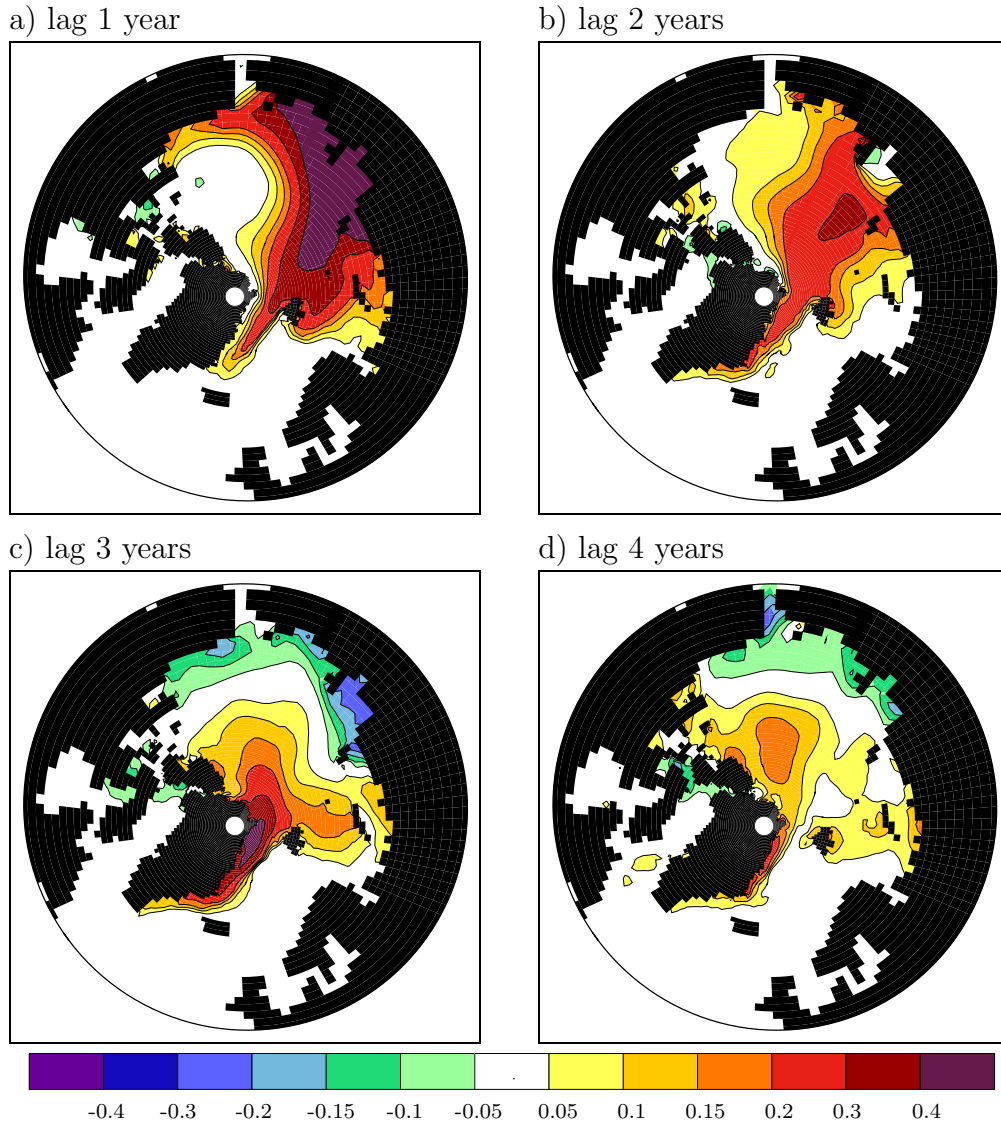 a) lag 1 year
b) lag 2 years
c) lag 3 years
d) lag 4 years
-0.4 -0.3 -0.2 -0.15 -0.1 -0.05 0.05 0.1 0.15 0.2 0.3 0.4